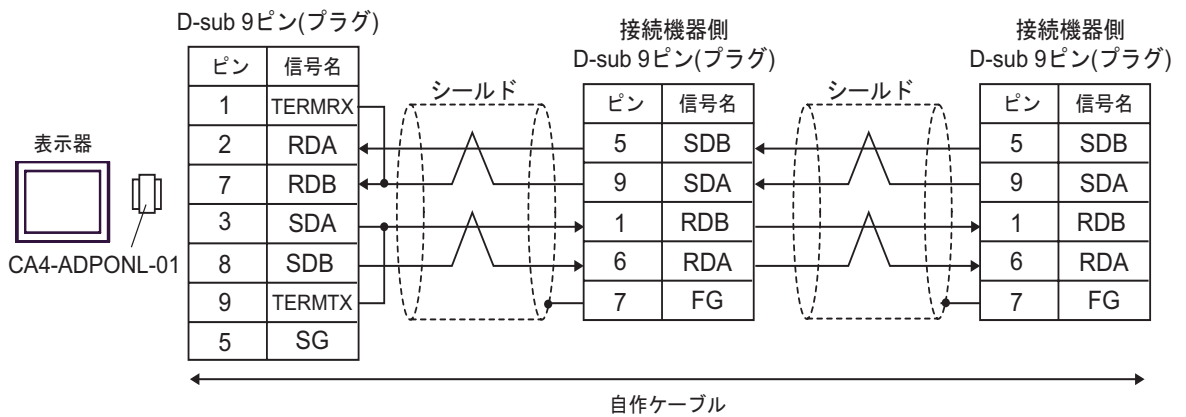 D-sub 9ピン(プラグ)
ピン 信号名
1 TERMRX
2 RDA
7 RDB
3 SDA
8 SDB
9 TERMTX
5 SG
表示器
CA4-ADPONL-01
シールド
接続機器側
D-sub 9ピン(プラグ)
ピン 信号名
5 SDB
9 SDA
1 RDB
6 RDA
7 FG
シールド
接続機器側
D-sub 9ピン(プラグ)
ピン 信号名
5 SDB
9 SDA
1 RDB
6 RDA
7 FG
自作ケーブル